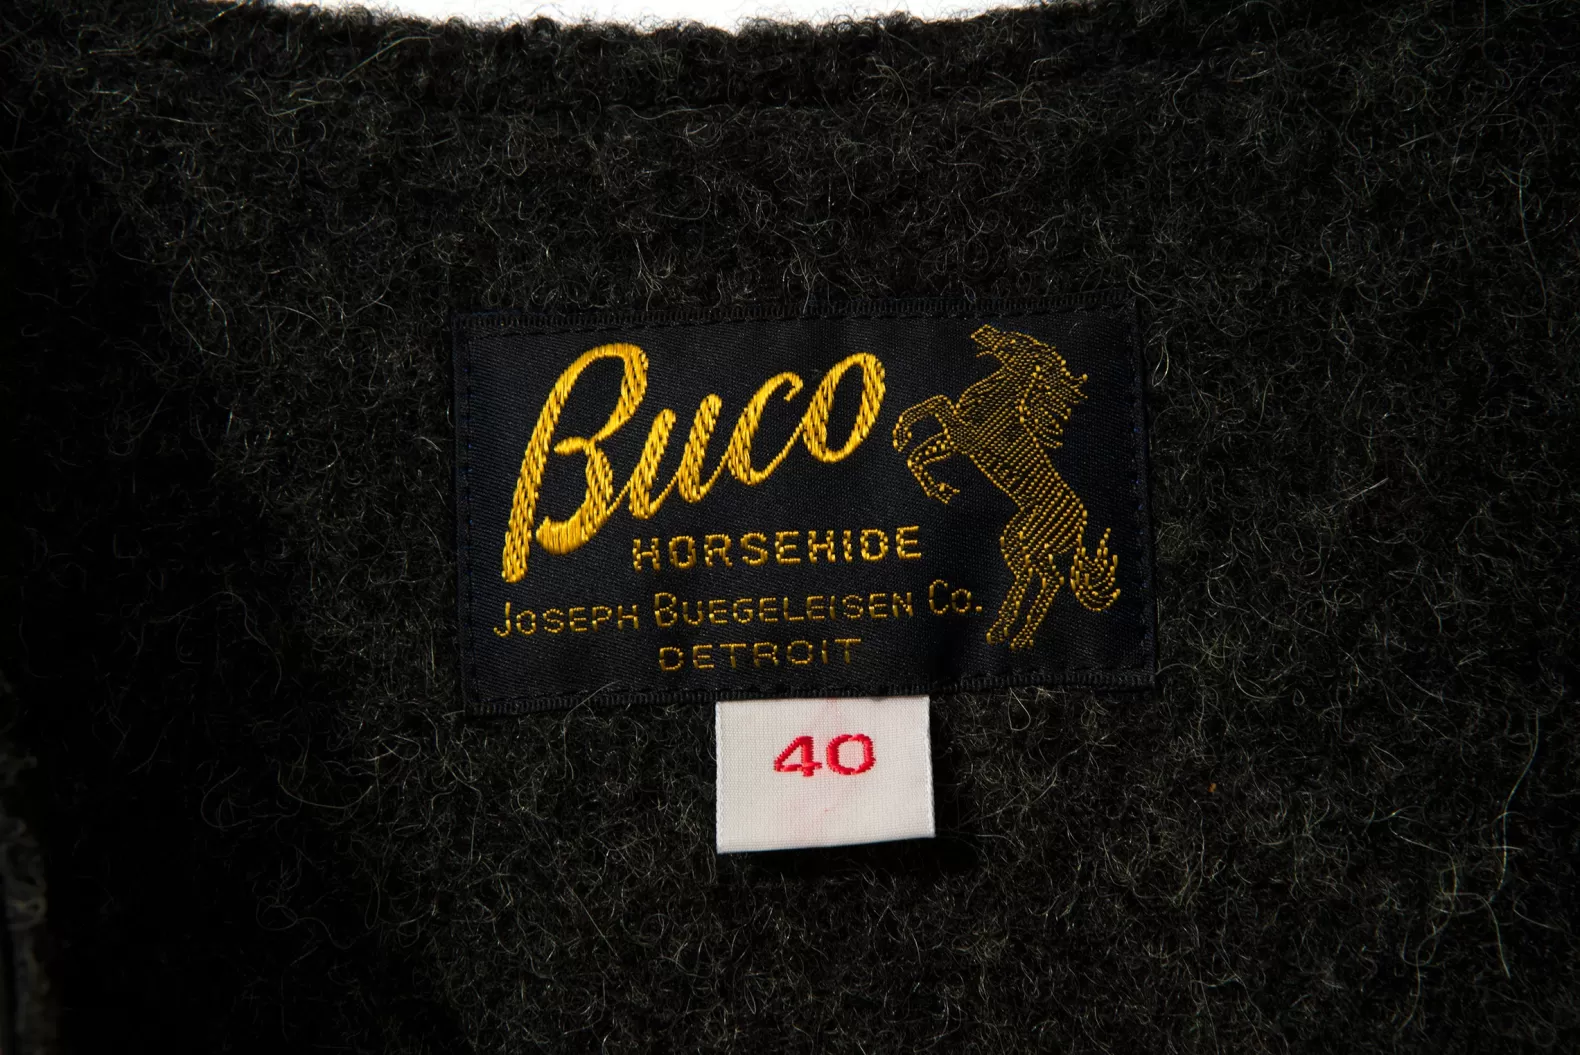 Buco
HORSEHIDE
JOSEPH BUEGELEISEN CO.
DETROIT
40